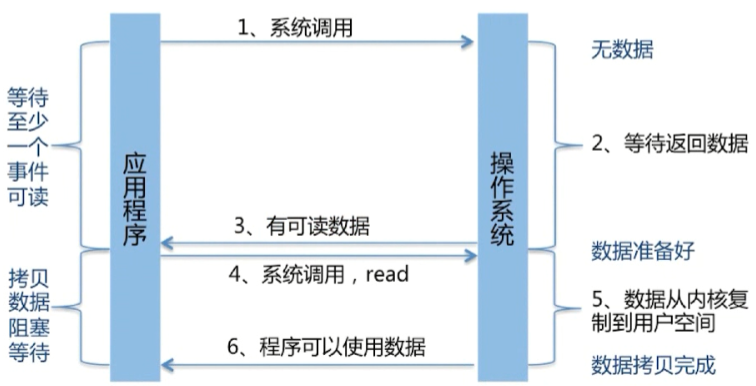 1、系统调用
无数据
等待
至少
一个
事件
可读
应用程序
操作系统
2、等待返回数据
3、有可读数据
数据准备好
4、系统调用，read
拷贝
数据
阻塞
等待
5、数据从内核复
制到用户空间
6、程序可以使用数据
数据拷贝完成